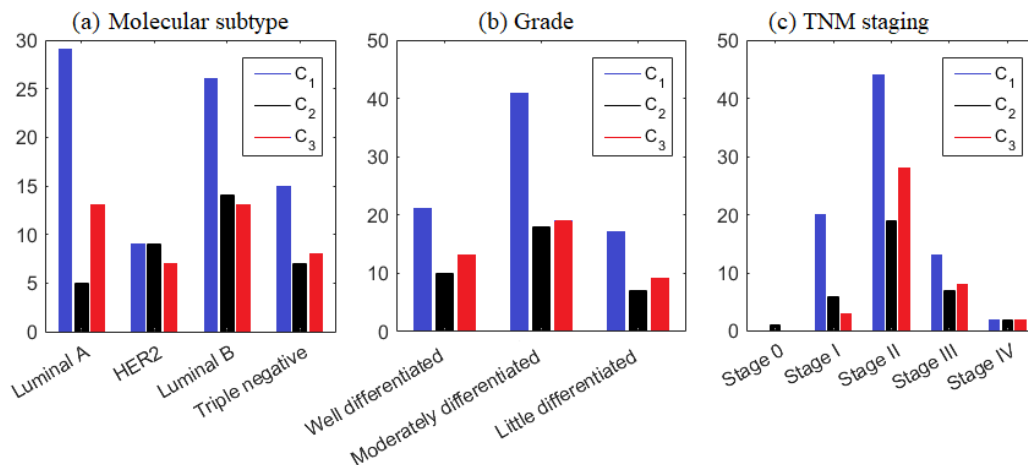 (a) Molecular subtype
30
25
20
15
10
5
0
C1
C2
C3
Luminal A
HER2
Luminal B
Triple negative
(b) Grade
50
40
30
20
10
0
C1
C2
C3
Well differentiated
Moderately differentiated
Little differentiated
(c) TNM staging
50
40
30
20
10
0
C1
C2
C3
Stage 0
Stage I
Stage II
Stage III
Stage IV